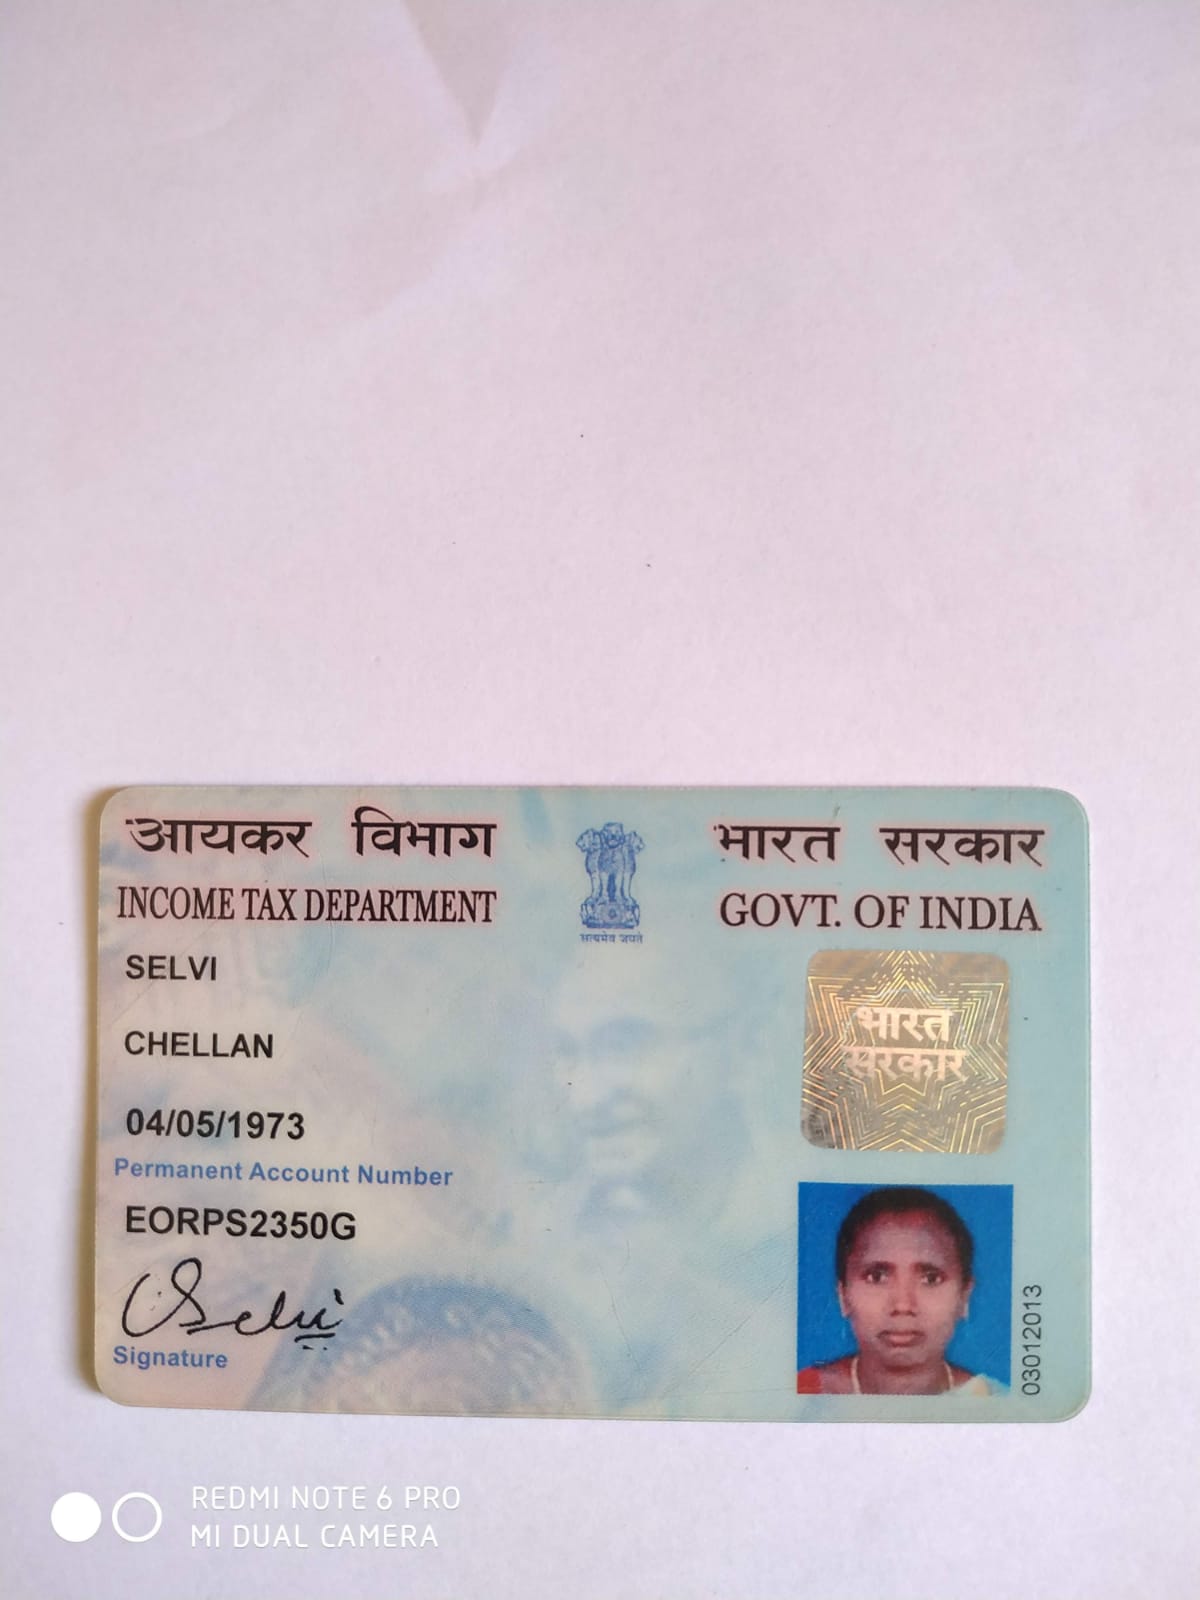 आयकर विभाग
भारत सरकार
INCOME TAX DEPARTMENT
GOVT. OF INDIA
सत्यमेव जयते
SELVI
CHELLAN
04/05/1973
Permanent Account Number
EORPS2350G
Selvi
Signature
भारत
सरकार
03012013
REDMI NOTE 6 PRO
MI DUAL CAMERA